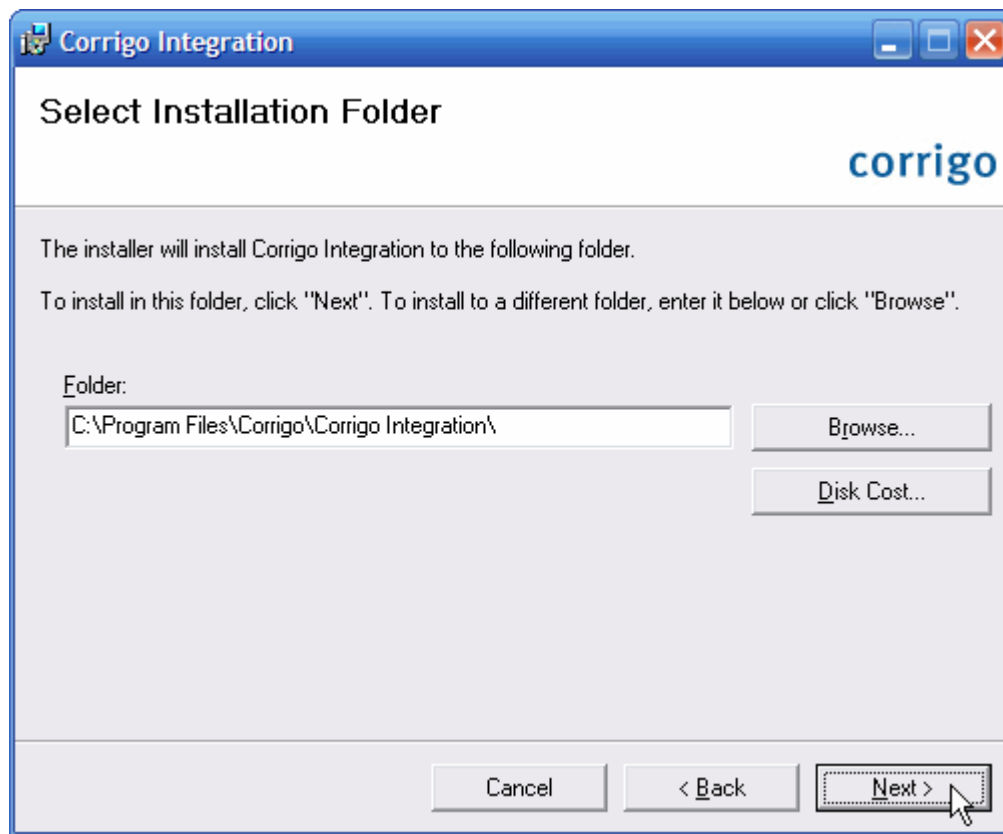 Corrigo Integration
Select Installation Folder
corrigo
The installer will install Corrigo Integration to the following folder.
To install in this folder, click "Next". To install to a different folder, enter it below or click "Browse".
Folder:
C:\Program Files\Corrigo\Corrigo Integration\
Browse...
Disk Cost...
Cancel
< Back
Next >